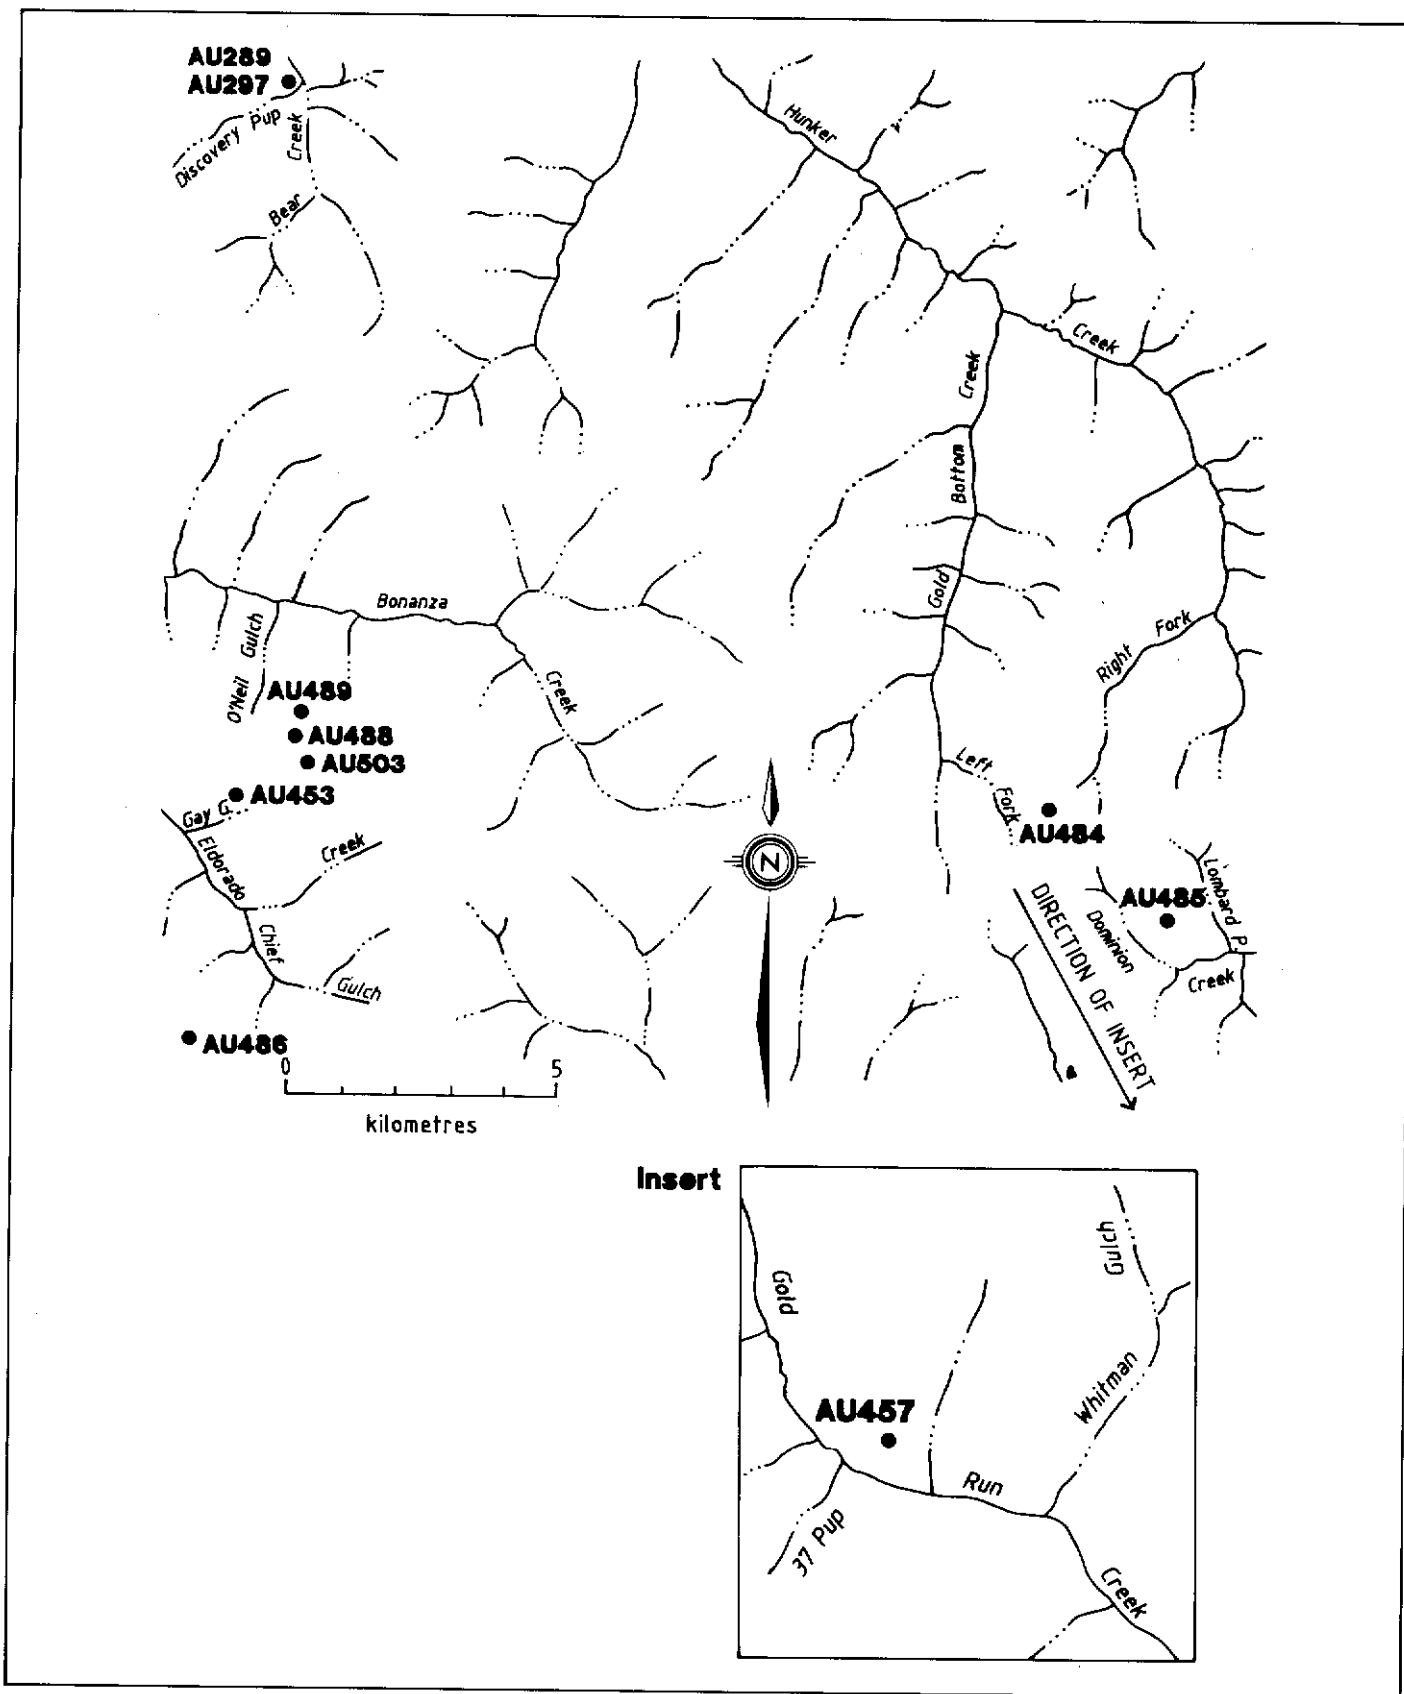 AU289
AU297
Discovery Pup
Creek
Bear
Hunker
Creek
Creek
Bottom
Gold
Bonanza
Creek
O'Neil Gulch
Right Fork
AU489
AU488
AU503
AU453
Gay G.
Eldorado
Creek
Chief
Gulch
AU486
Left
Fork
AU484
AU485
Lombard P.
Dominion
Creek
N
DIRECTION OF INSERT
0 5
kilometres
Insert
Gold
Gulch
Whitman
AU457
Run
37 Pup
Creek